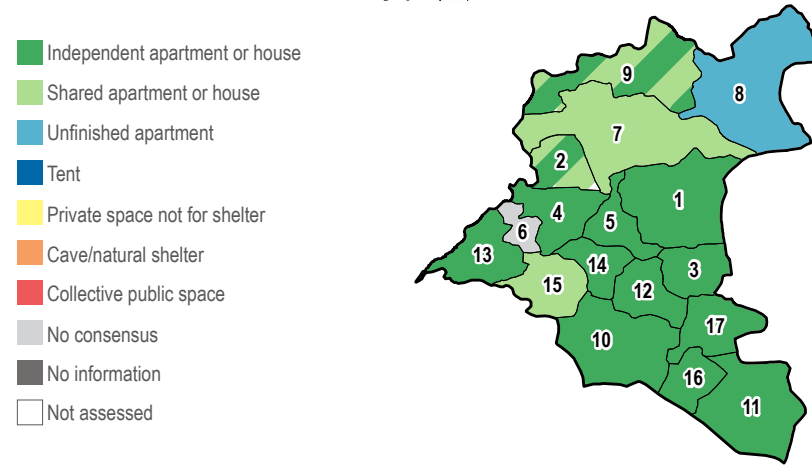 Independent apartment or house
Shared apartment or house
Unfinished apartment
Tent
Private space not for shelter
Cave/natural shelter
Collective public space
No consensus
No information
Not assessed
9
8
7
2
1
4
5
6
13
14
3
15
12
17
10
16
11